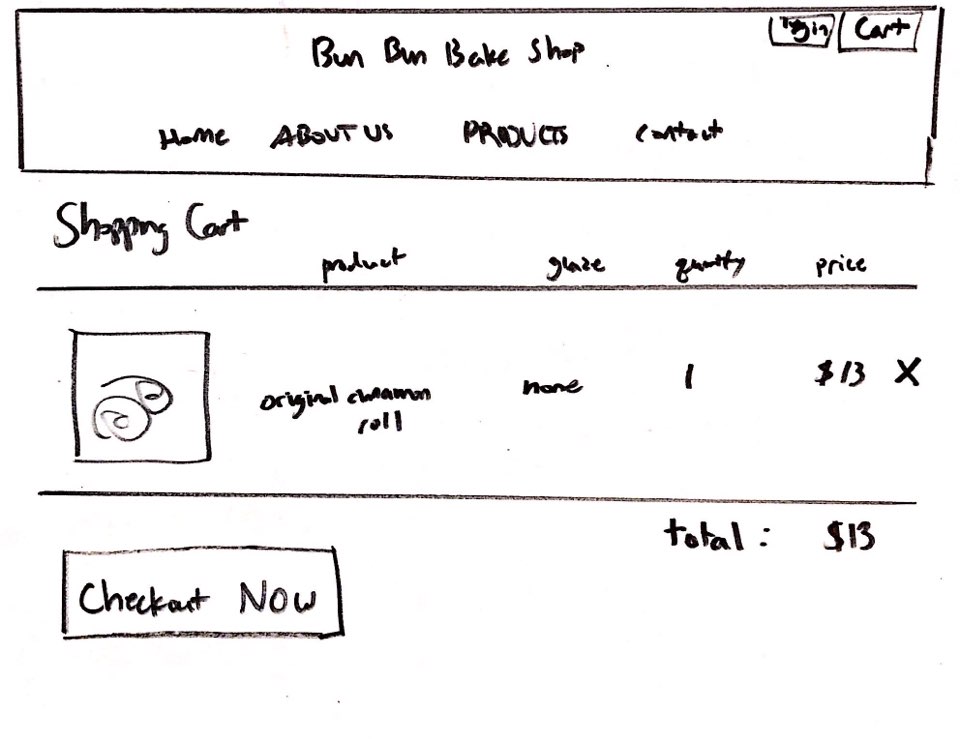 Login Cart
Bun Bun Bake Shop
Home ABOUT US PRODUCTS Contact
Shopping Cart
product glaze quantity price
original cinnamon none 1 $13 X
roll
total: $13
Checkout Now